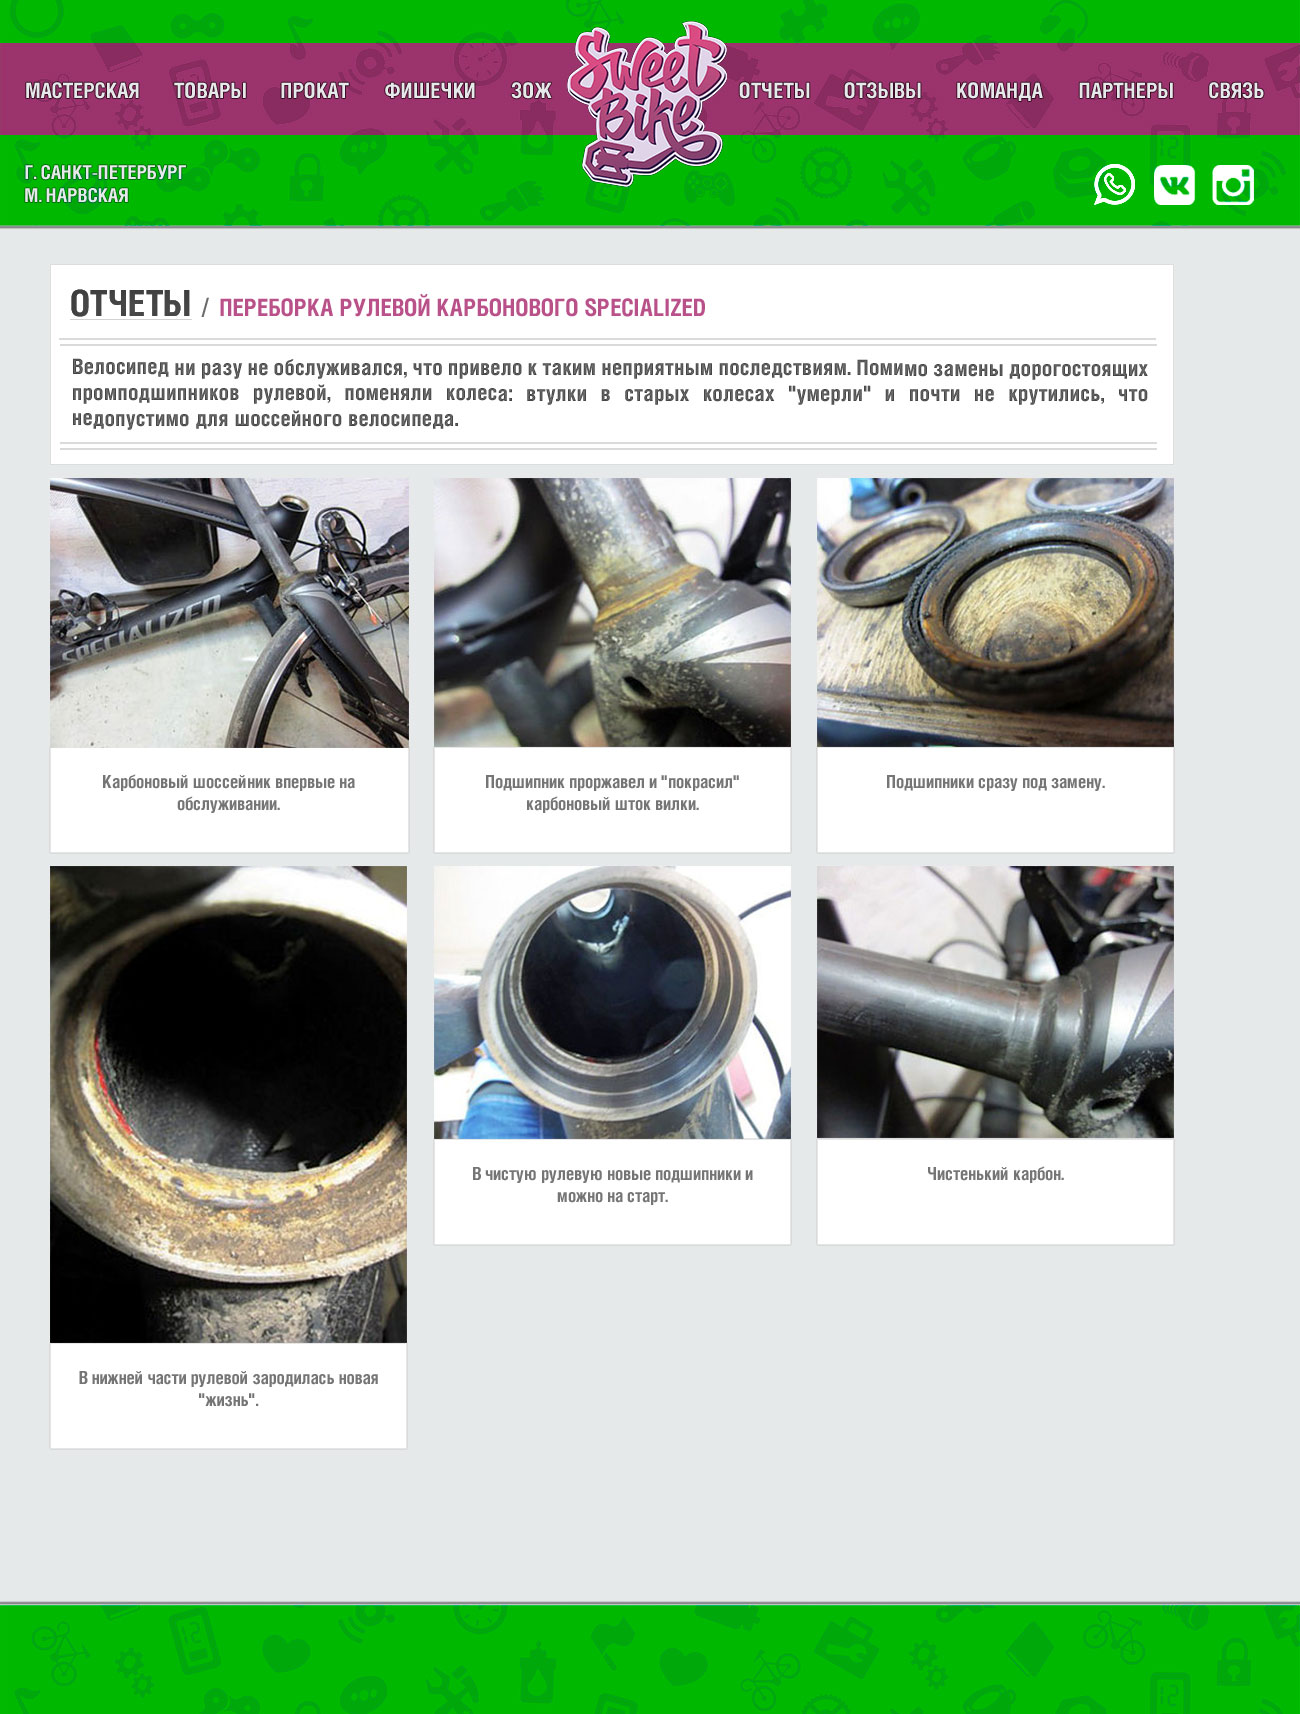 Sweet
Bike
МАСТЕРСКАЯ ТОВАРЫ ПРОКАТ ФИШЕЧКИ ЗОЖ ОТЧЕТЫ ОТЗЫВЫ КОМАНДА ПАРТНЕРЫ СВЯЗЬ
Г. САНКТ-ПЕТЕРБУРГ
М. НАРВСКАЯ
ОТЧЕТЫ / ПЕРЕБОРКА РУЛЕВОЙ КАРБОНОВОГО SPECIALIZED
Велосипед ни разу не обслуживался, что привело к таким неприятным последствиям. Помимо замены дорогостоящих
промподшипников рулевой, поменяли колеса: втулки в старых колесах "умерли" и почти не крутились, что
недопустимо для шоссейного велосипеда.
SPECIALIZED
Карбоновый шоссейник впервые на
обслуживании.
Подшипник проржавел и "покрасил"
карбоновый шток вилки.
Подшипники сразу под замену.
В нижней части рулевой зародилась новая
"жизнь".
В чистую рулевую новые подшипники и
можно на старт.
Чистенький карбон.